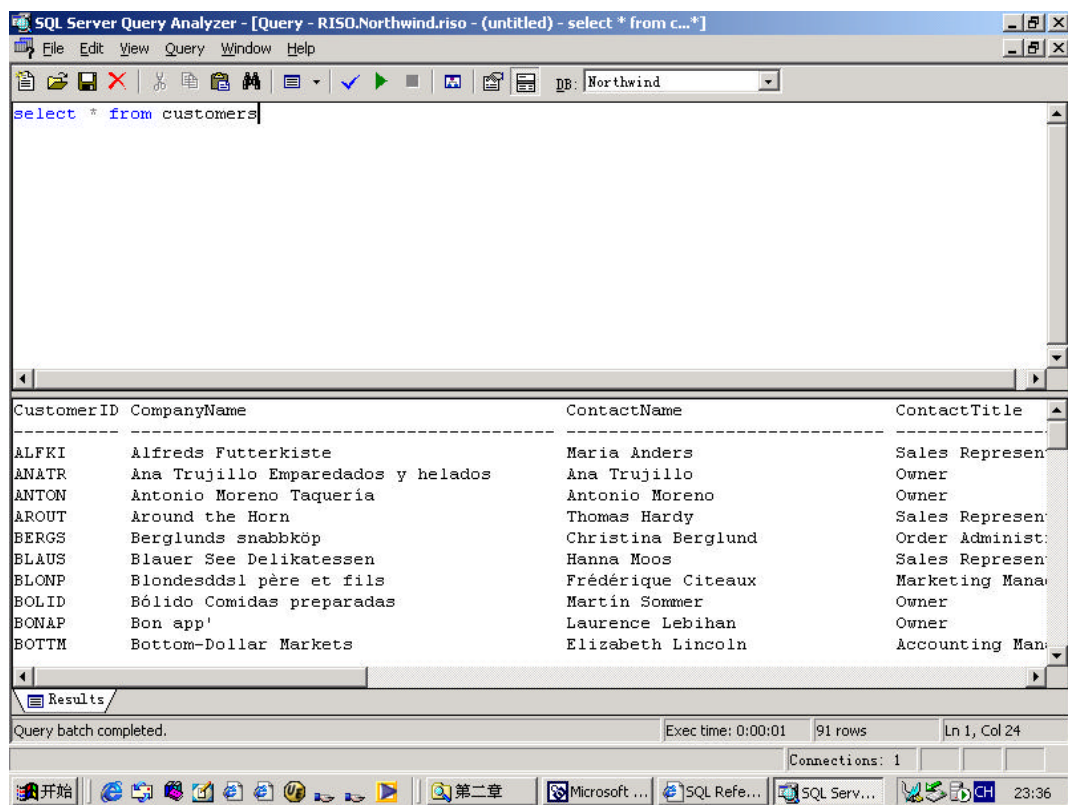 SQL Server Query Analyzer - [Query - RISO.Northwind.riso - (untitled) - select * from c...*]
File Edit View Query Window Help
DB: Northwind
select * from customers
CustomerID CompanyName ContactName ContactTitle
---------- ---------------------------------------- ------------------------------ ---------------
ALFKI Alfreds Futterkiste Maria Anders Sales Represen
ANATR Ana Trujillo Emparedados y helados Ana Trujillo Owner
ANTON Antonio Moreno Taquería Antonio Moreno Owner
AROUT Around the Horn Thomas Hardy Sales Represen
BERGS Berglunds snabbköp Christina Berglund Order Administ
BLAUS Blauer See Delikatessen Hanna Moos Sales Represen
BLONP Blondesddsl père et fils Frédérique Citeaux Marketing Mana
BOLID Bólido Comidas preparadas Martín Sommer Owner
BONAP Bon app' Laurence Lebihan Owner
BOTTM Bottom-Dollar Markets Elizabeth Lincoln Accounting Man
Results
Query batch completed. Exec time: 0:00:01 91 rows Ln 1, Col 24
Connections: 1
开始 第二章 Microsoft ... SQL Refe... SQL Serv... CH 23:36